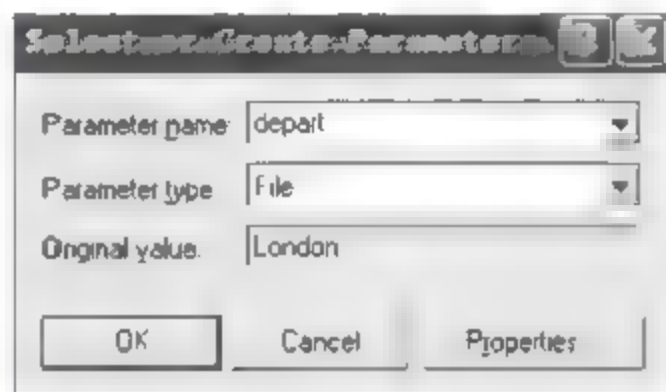 Select or Create Parameter
Parameter name: depart
Parameter type File
Original value: London
OK Cancel Properties